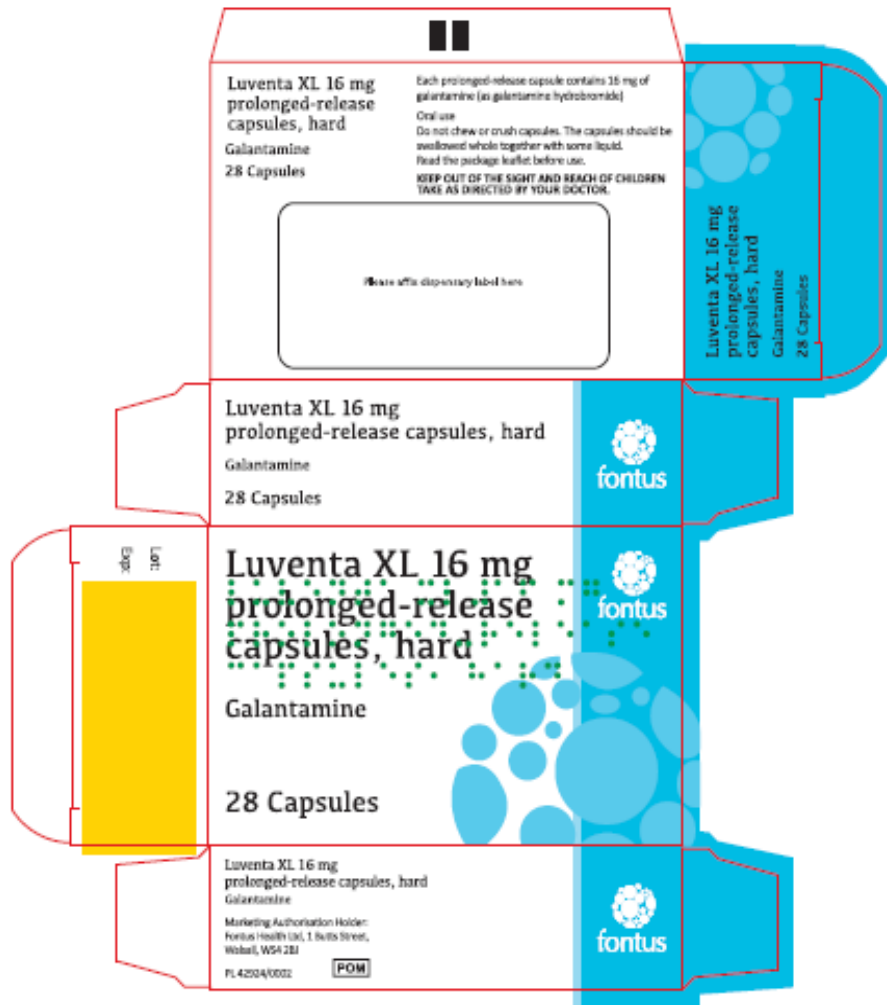 Luventa XL 16 mg
prolonged-release
capsules, hard
Galantamine
28 Capsules
Each prolonged-release capsule contains 16 mg of
galantamine (as galantamine hydrobromide)
Oral use
Do not chew or crush capsules. The capsules should be
swallowed whole together with some liquid.
Read the package leaflet before use.
KEEP OUT OF THE SIGHT AND REACH OF CHILDREN
TAKE AS DIRECTED BY YOUR DOCTOR.
Please affix dispensary label here
Luventa XL 16 mg
prolonged-release
capsules, hard
Galantamine
28 Capsules
Luventa XL 16 mg
prolonged-release capsules, hard
Galantamine
28 Capsules
fontus
Lot:
Exp:
Luventa XL 16 mg
prolonged-release
capsules, hard
Galantamine
28 Capsules
fontus
Luventa XL 16 mg
prolonged-release capsules, hard
Galantamine
Marketing Authorisation Holder:
Fontus Health Ltd, 1 Butts Street,
Walsall, WS4 2BJ
PL 42924/0002
POM
fontus